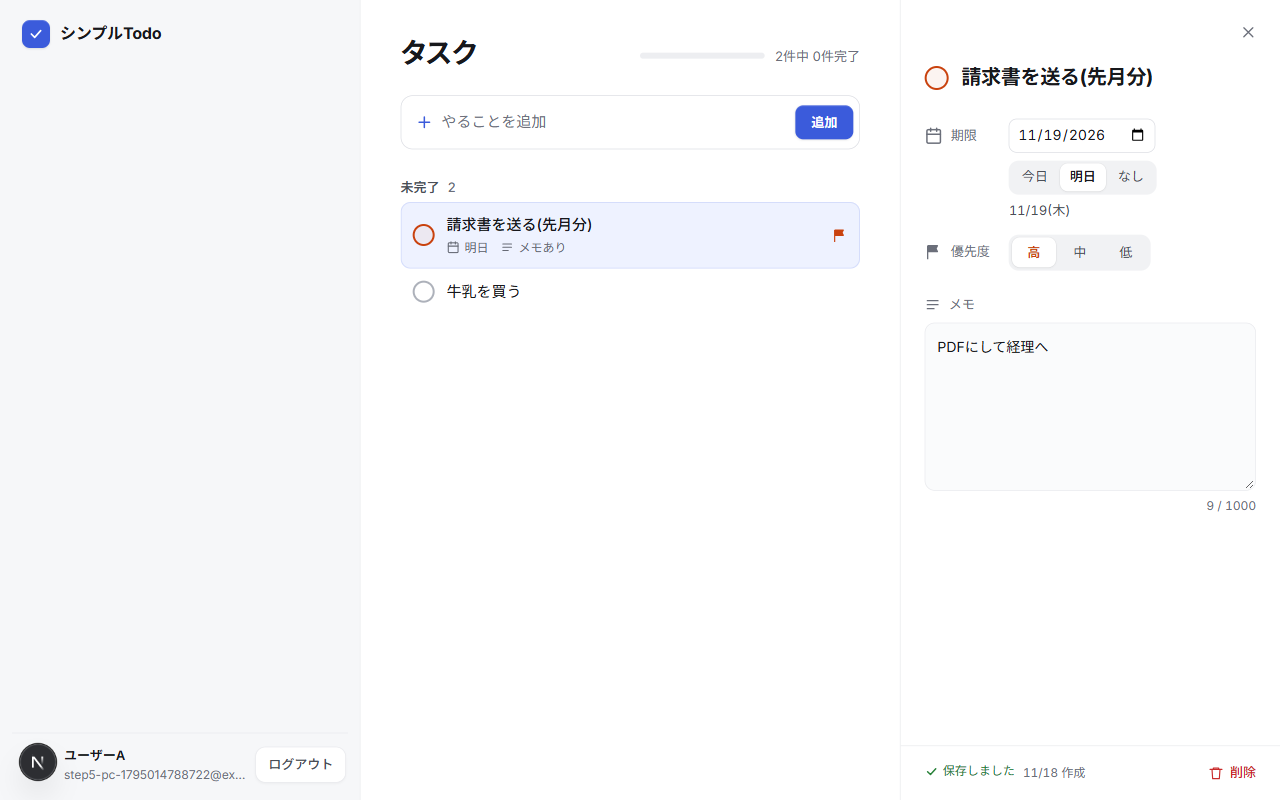 シンプルTodo
タスク
2件中 0件完了
やることを追加
追加
未完了 2
請求書を送る(先月分)
明日 メモあり
牛乳を買う
ユーザーA
step5-pc-1795014788722@ex...
ログアウト
請求書を送る(先月分)
期限
11/19/2026
今日 明日 なし
11/19(木)
優先度
高 中 低
メモ
PDFにして経理へ
9 / 1000
保存しました 11/18 作成
削除